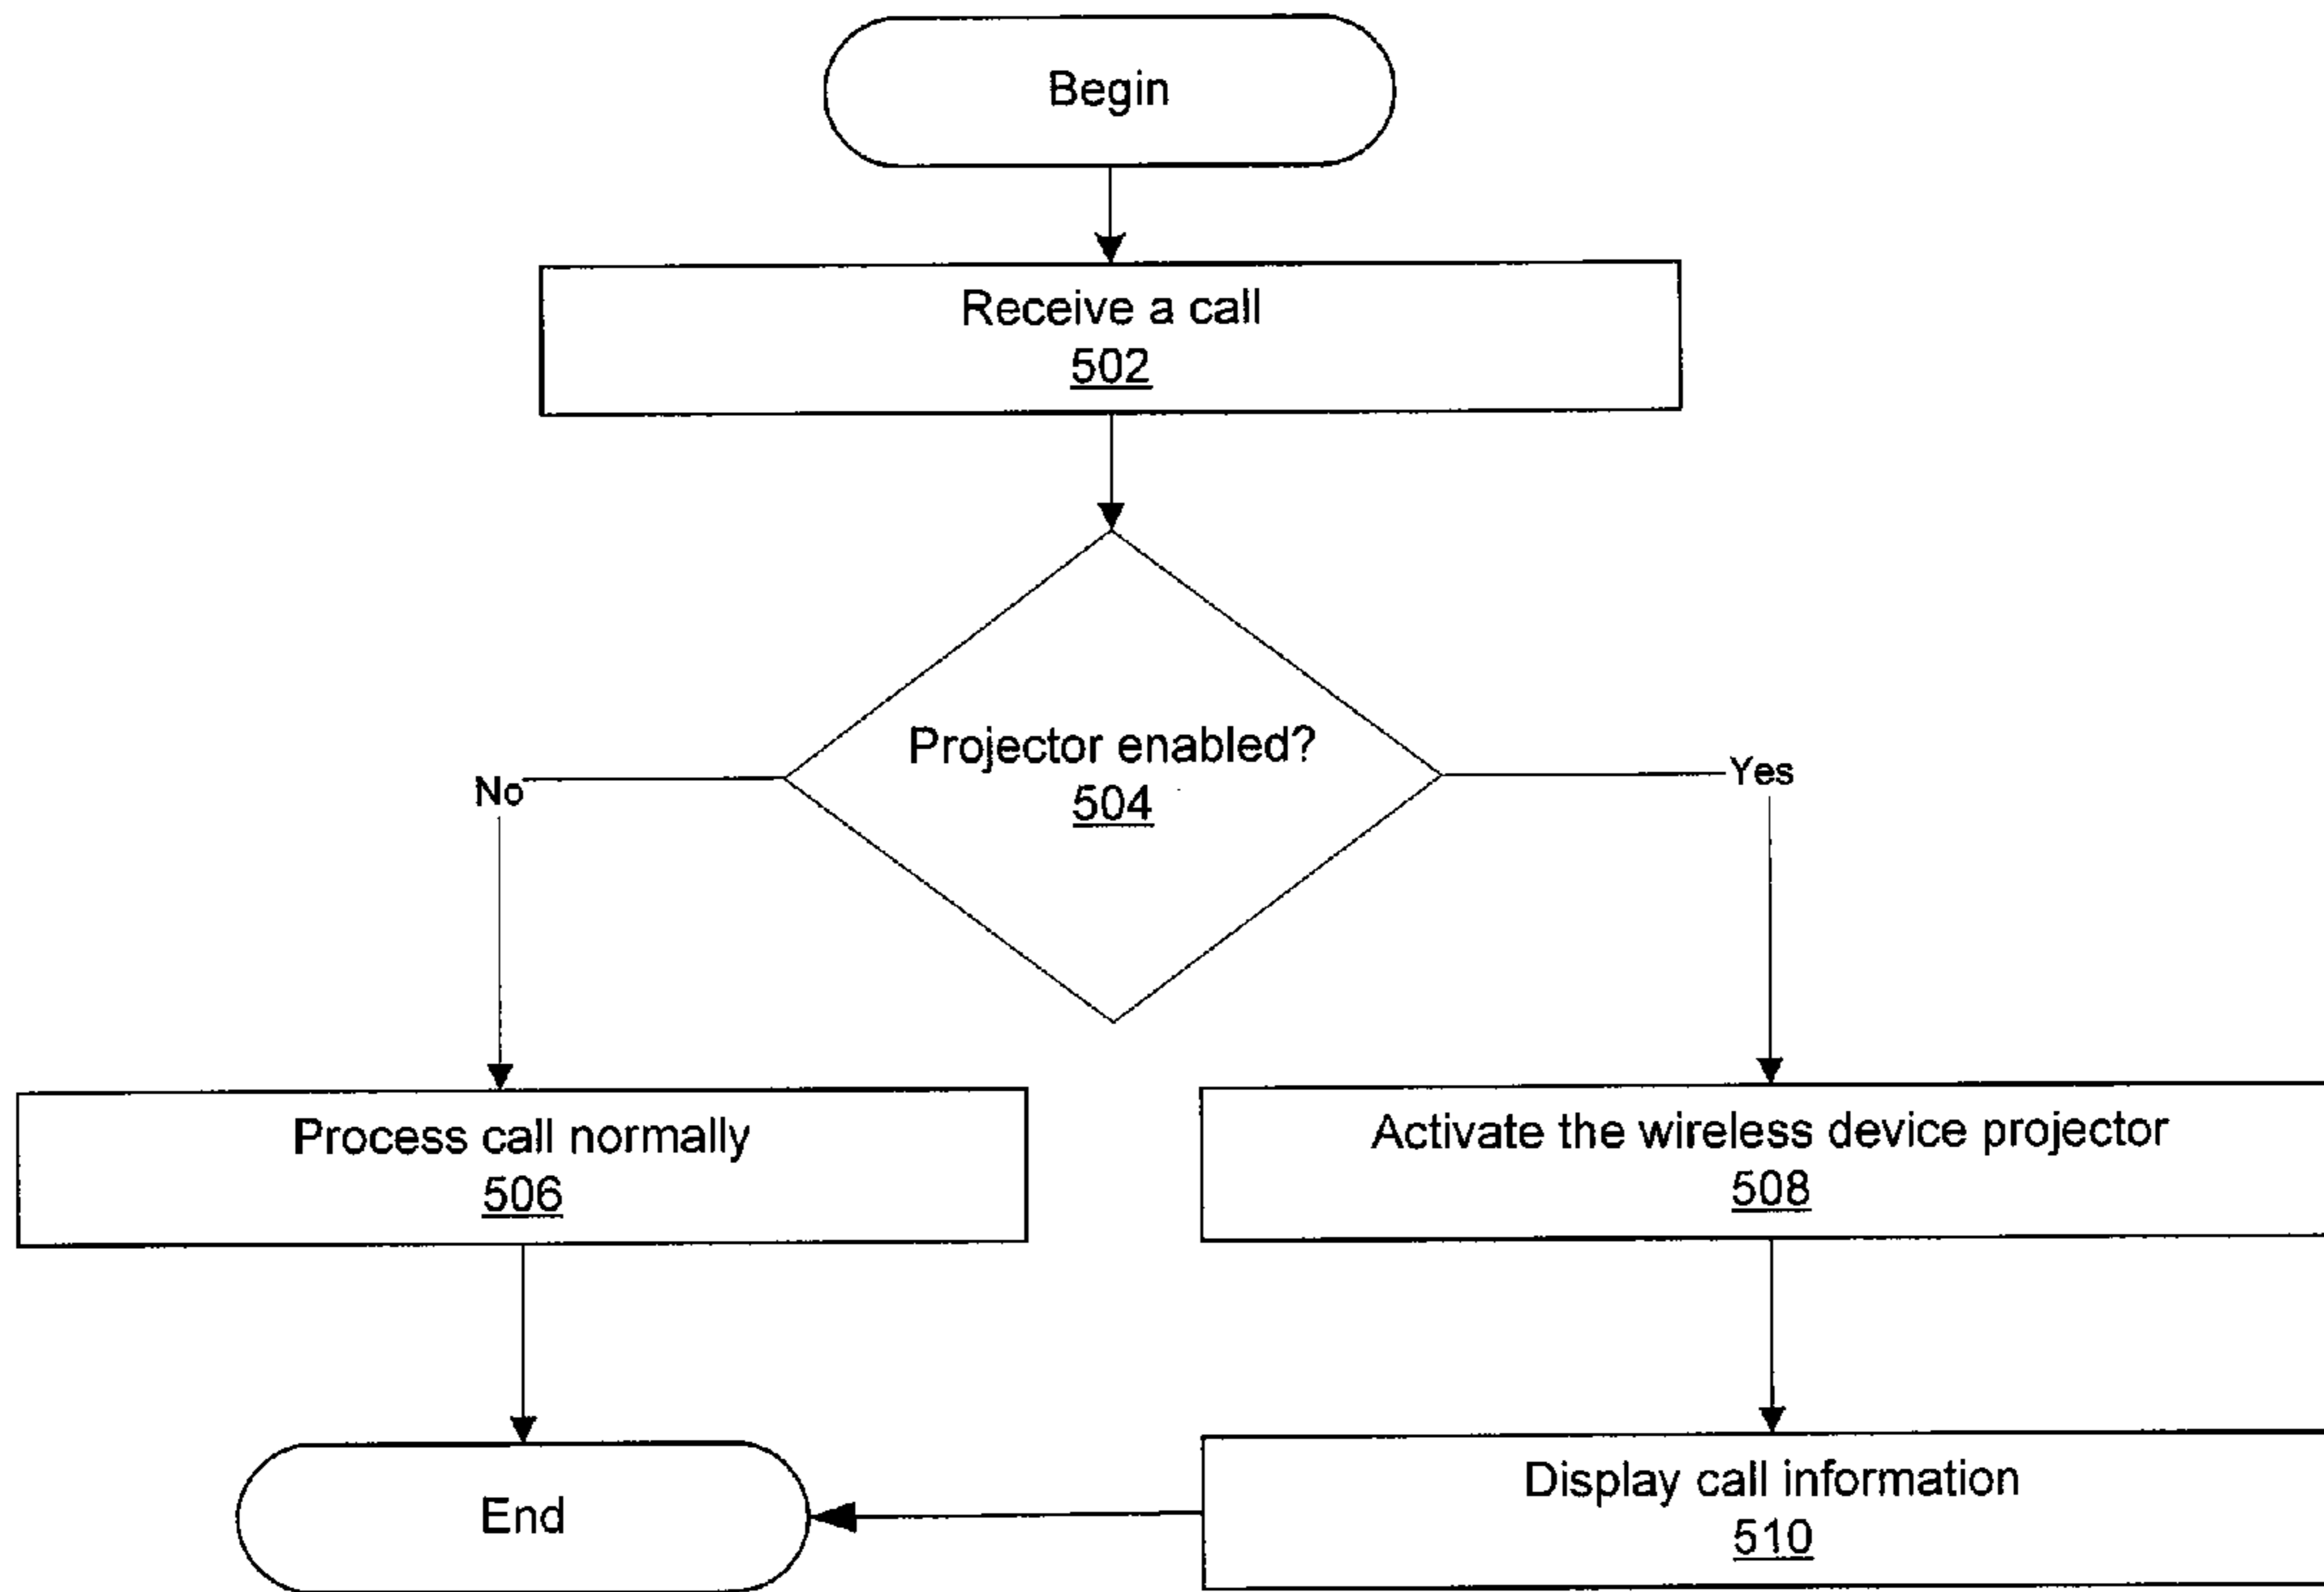 Begin
Receive a call
502
Projector enabled?
504
No
Yes
Process call normally
506
Activate the wireless device projector
508
End
Display call information
510